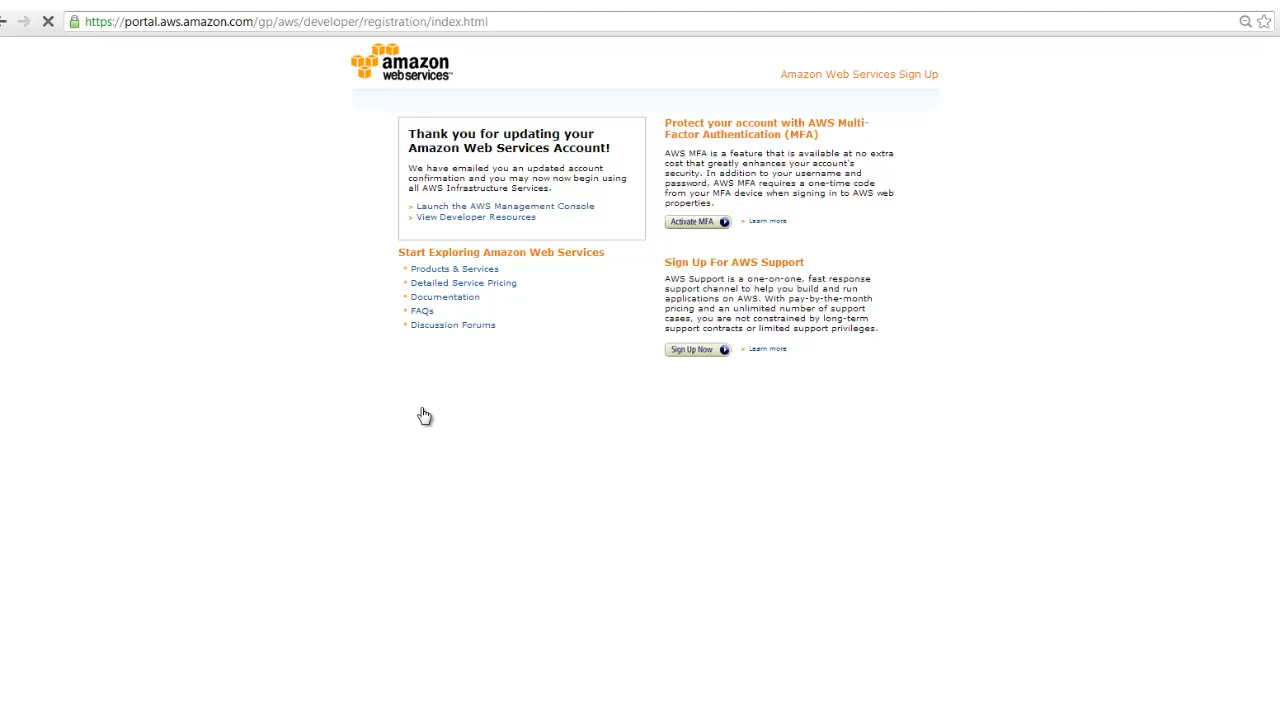 https://portal.aws.amazon.com/gp/aws/developer/registration/index.html
amazon
webservices™
Amazon Web Services Sign Up
Thank you for updating your
Amazon Web Services Account!
We have emailed you an updated account
confirmation and you may now now begin using
all AWS Infrastructure Services.
> Launch the AWS Management Console
> View Developer Resources
Start Exploring Amazon Web Services
Products & Services
Detailed Service Pricing
Documentation
FAQs
Discussion Forums
Protect your account with AWS Multi-
Factor Authentication (MFA)
AWS MFA is a feature that is available at no extra
cost that greatly enhances your account's
security. In addition to your username and
password, AWS MFA requires a one-time code
from your MFA device when signing in to AWS web
properties.
Activate MFA > Learn more
Sign Up For AWS Support
AWS Support is a one-on-one, fast response
support channel to help you build and run
applications on AWS. With pay-by-the-month
pricing and an unlimited number of support
cases, you are not constrained by long-term
support contracts or limited support privileges.
Sign Up Now > Learn more